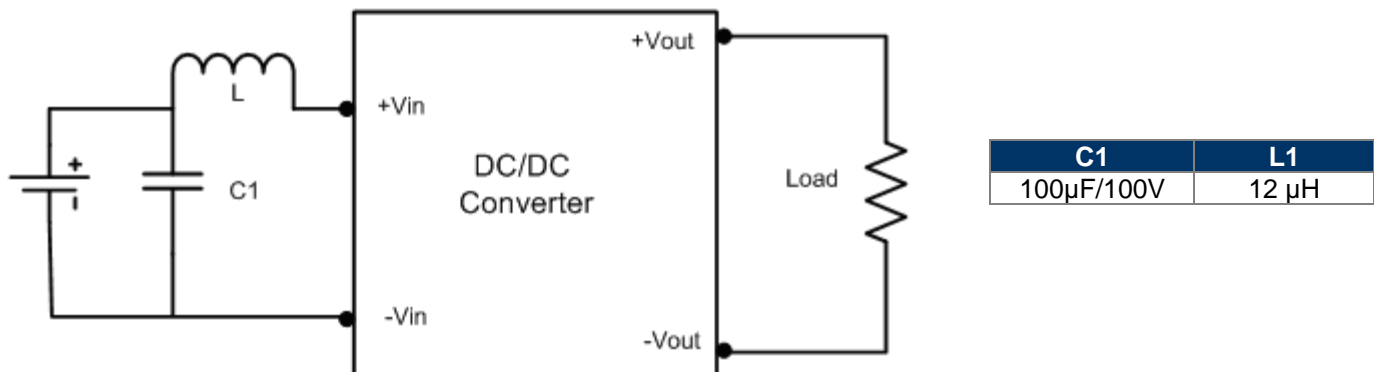 +Vout
L
+Vin
DC/DC
Converter
C1
Load
-Vin
-Vout
+
-
C1 L1
100µF/100V 12 µH